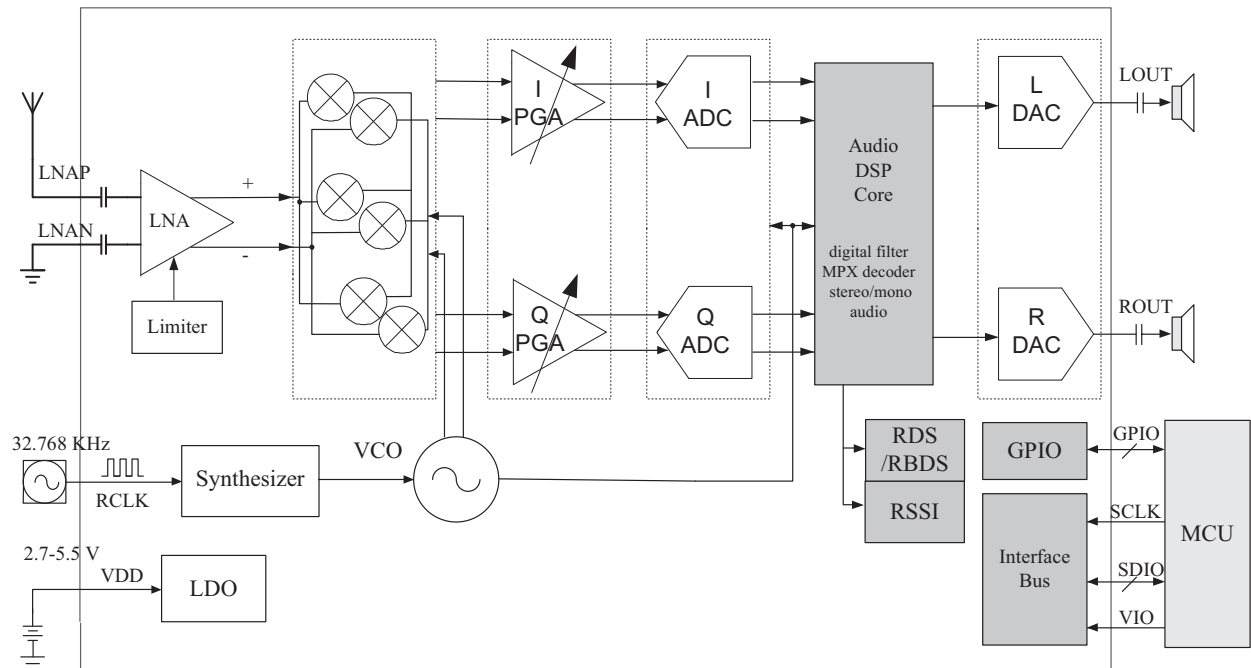 I
PGA
I
ADC
L
DAC
LOUT
Audio
DSP
Core
digital filter
MPX decoder
stereo/mono
audio
LNAP
LNAN
LNA
+
-
Limiter
Q
PGA
Q
ADC
R
DAC
ROUT
32.768 KHz
RCLK
Synthesizer
VCO
RDS
/RBDS
RSSI
GPIO
GPIO
SCLK
MCU
Interface
Bus
SDIO
VIO
2.7-5.5 V
VDD
LDO